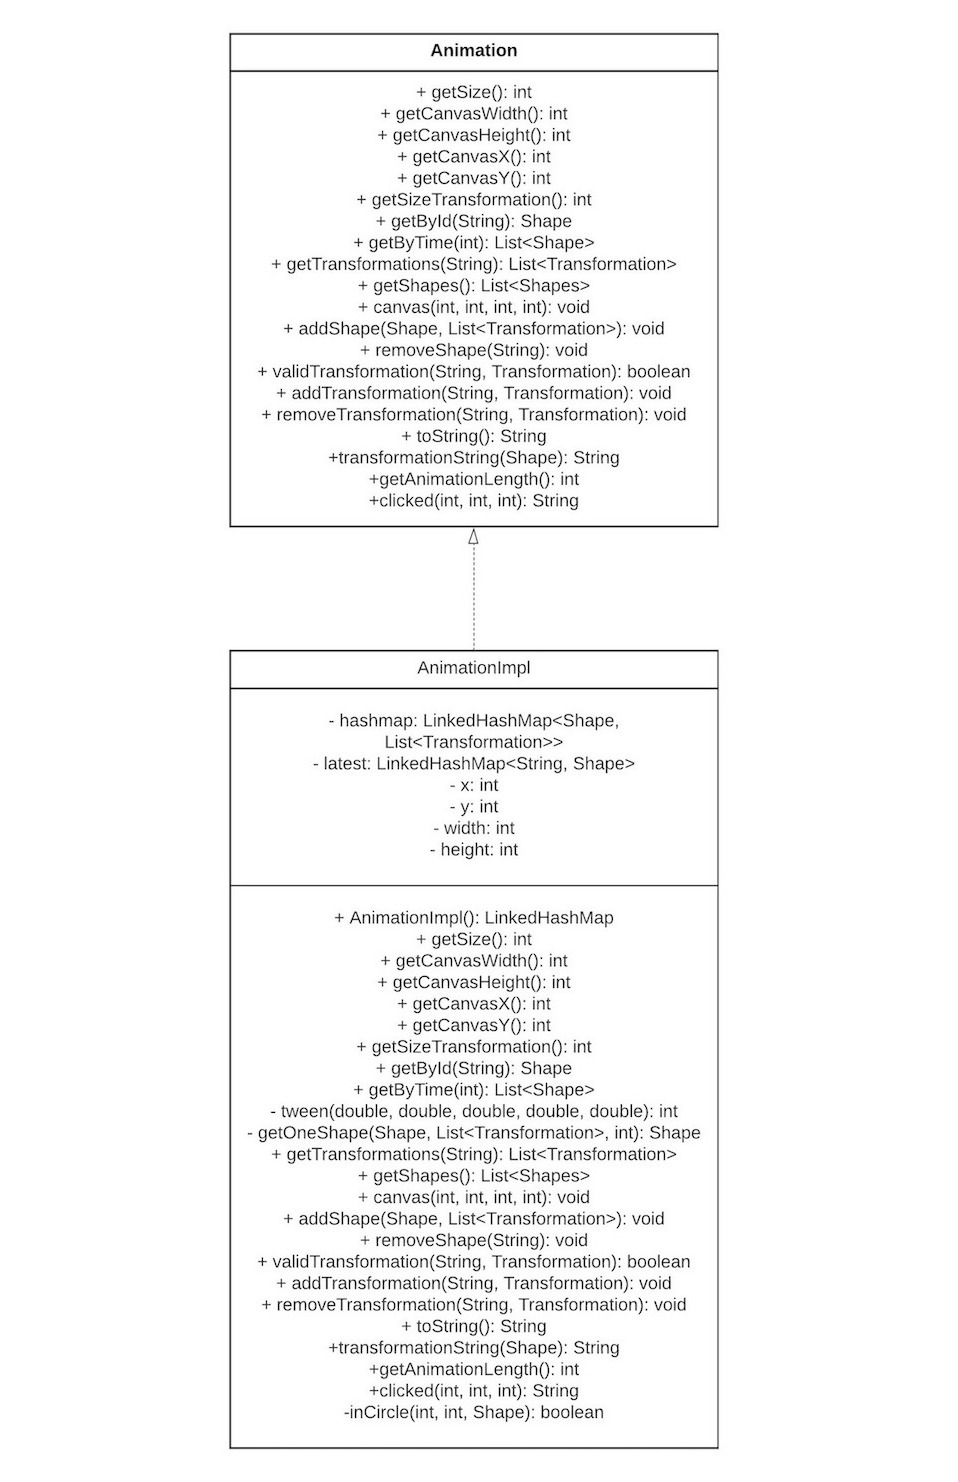 Animation
+ getSize(): int
+ getCanvasWidth(): int
+ getCanvasHeight(): int
+ getCanvasX(): int
+ getCanvasY(): int
+ getSizeTransformation(): int
+ getById(String): Shape
+ getByTime(int): List<Shape>
+ getTransformations(String): List<Transformation>
+ getShapes(): List<Shapes>
+ canvas(int, int, int, int): void
+ addShape(Shape, List<Transformation>): void
+ removeShape(String): void
+ validTransformation(String, Transformation): boolean
+ addTransformation(String, Transformation): void
+ removeTransformation(String, Transformation): void
+ toString(): String
+transformationString(Shape): String
+getAnimationLength(): int
+clicked(int, int, int): String
AnimationImpl
- hashmap: LinkedHashMap<Shape,
List<Transformation>>
- latest: LinkedHashMap<String, Shape>
- x: int
- y: int
- width: int
- height: int
+ AnimationImpl(): LinkedHashMap
+ getSize(): int
+ getCanvasWidth(): int
+ getCanvasHeight(): int
+ getCanvasX(): int
+ getCanvasY(): int
+ getSizeTransformation(): int
+ getById(String): Shape
+ getByTime(int): List<Shape>
- tween(double, double, double, double, double): int
- getOneShape(Shape, List<Transformation>, int): Shape
+ getTransformations(String): List<Transformation>
+ getShapes(): List<Shapes>
+ canvas(int, int, int, int): void
+ addShape(Shape, List<Transformation>): void
+ removeShape(String): void
+ validTransformation(String, Transformation): boolean
+ addTransformation(String, Transformation): void
+ removeTransformation(String, Transformation): void
+ toString(): String
+transformationString(Shape): String
+getAnimationLength(): int
+clicked(int, int, int): String
-inCircle(int, int, Shape): boolean